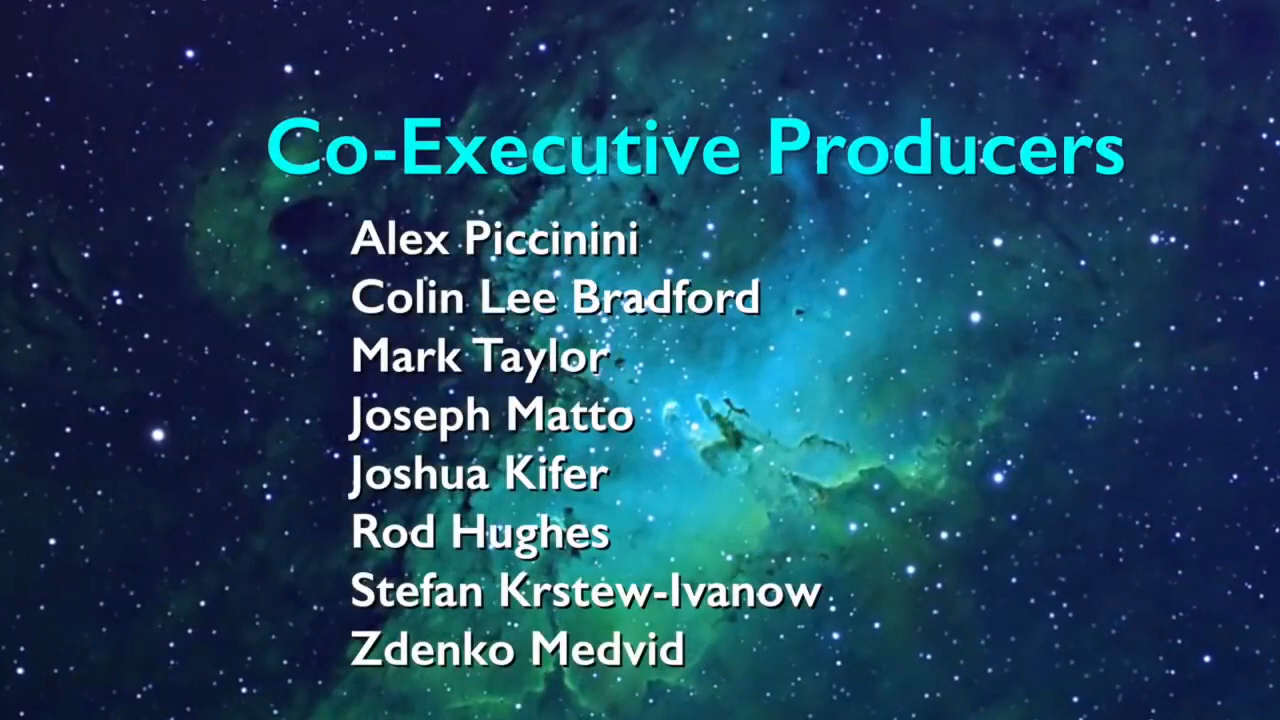 Co-Executive Producers
Alex Piccinini
Colin Lee Bradford
Mark Taylor
Joseph Matto
Joshua Kifer
Rod Hughes
Stefan Krstew-Ivanow
Zdenko Medvid